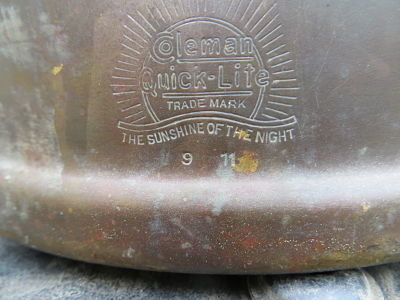 Coleman
Quick-Lite
TRADE MARK
THE SUNSHINE OF THE NIGHT
9 11